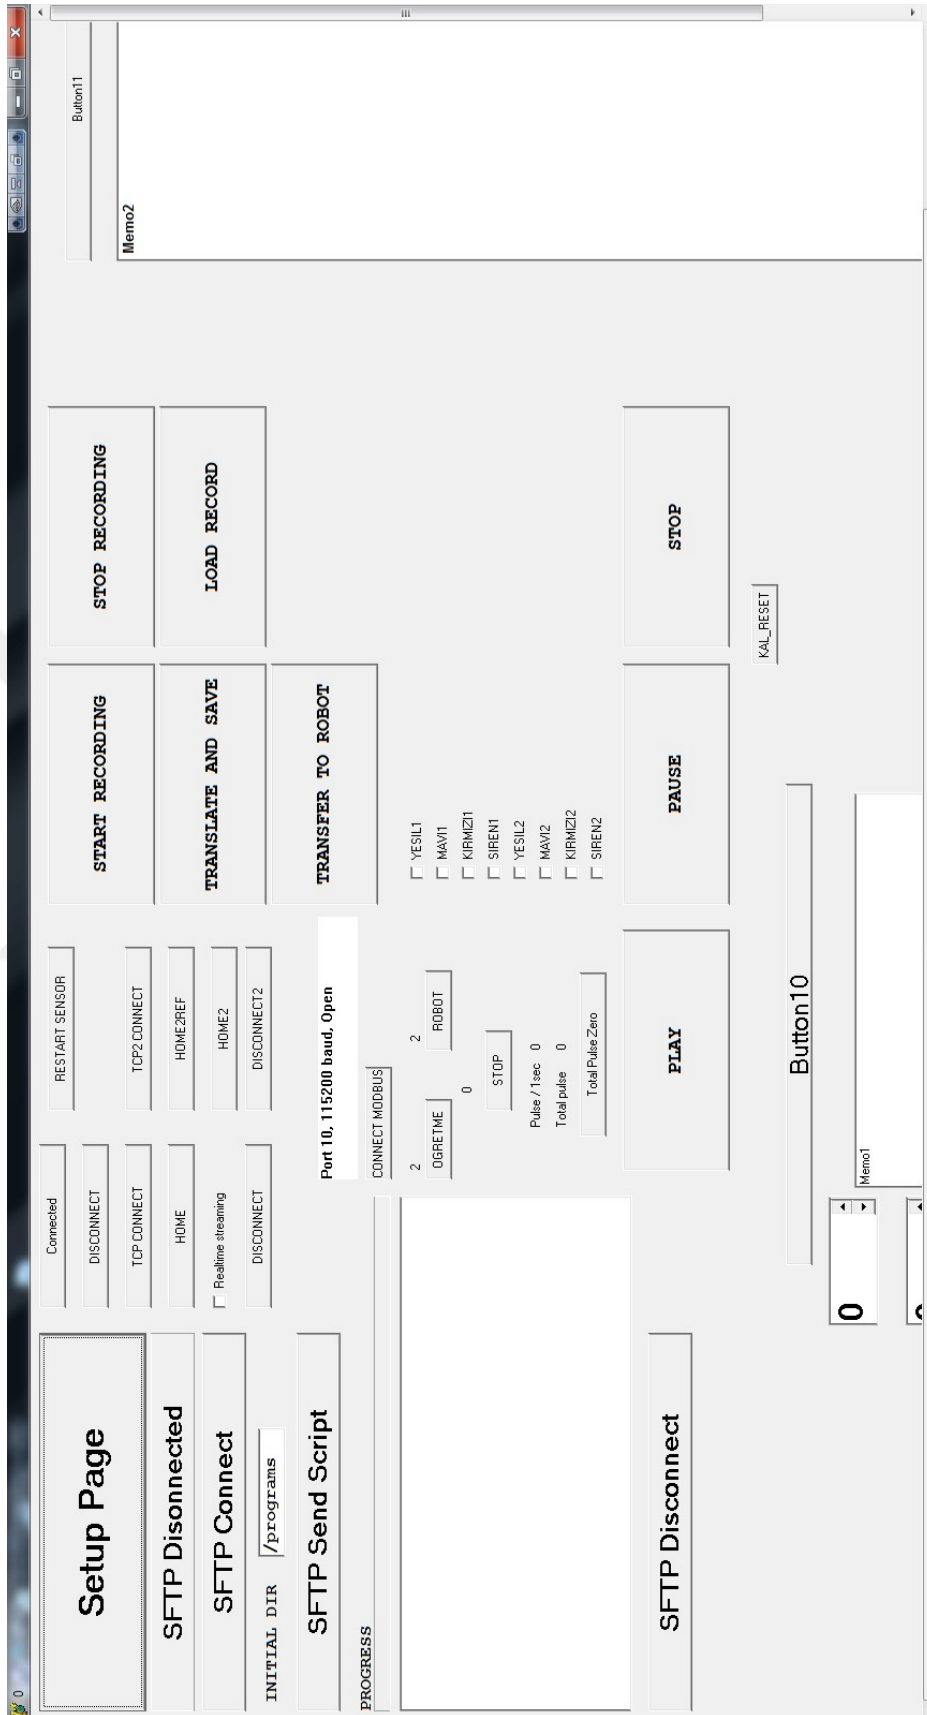 0
Setup Page
SFTP Disonnected
SFTP Connect
INITIAL DIR /programs
SFTP Send Script
PROGRESS
SFTP Disconnect
Connected
DISCONNECT
TCP CONNECT
HOME
Realtime streaming
DISCONNECT
RESTART SENSOR
TCP2 CONNECT
HOME2REF
HOME2
DISCONNECT2
Port 10, 115200 baud, Open
CONNECT MODBUS
2 2
OGRETME ROBOT
0
STOP
Pulse / 1sec 0
Total pulse 0
Total Pulse Zero
START RECORDING
STOP RECORDING
TRANSLATE AND SAVE
LOAD RECORD
TRANSFER TO ROBOT
YESIL1
MAVI1
KIRMIZI1
SIREN1
YESIL2
MAVI2
KIRMIZI2
SIREN2
PLAY
PAUSE
STOP
KAL_RESET
Button10
0
Memo1
Button11
Memo2